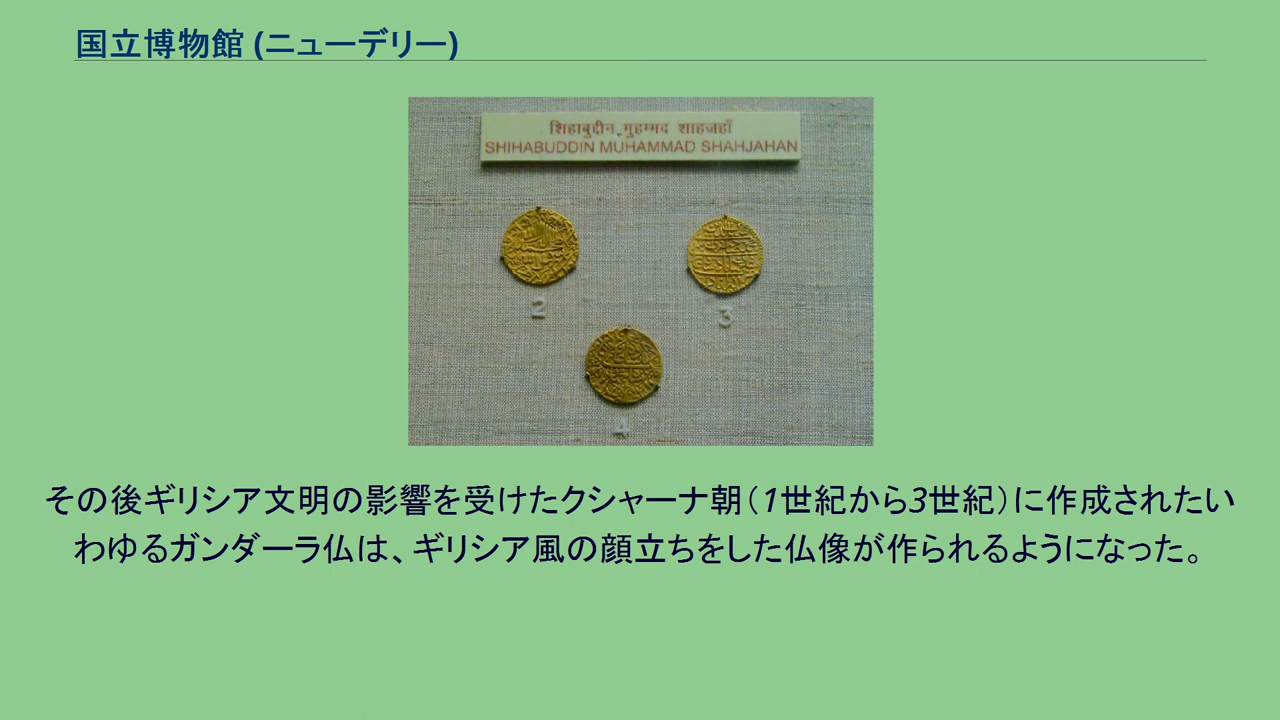 国立博物館 (ニューデリー)
शिहाबुद्दीन मुहम्मद शाहजहाँ
SHIHABUDDIN MUHAMMAD SHAHJAHAN
2
3
4
その後ギリシア文明の影響を受けたクシャーナ朝（1世紀から3世紀）に作成されたい
わゆるガンダーラ仏は、ギリシア風の顔立ちをした仏像が作られるようになった。